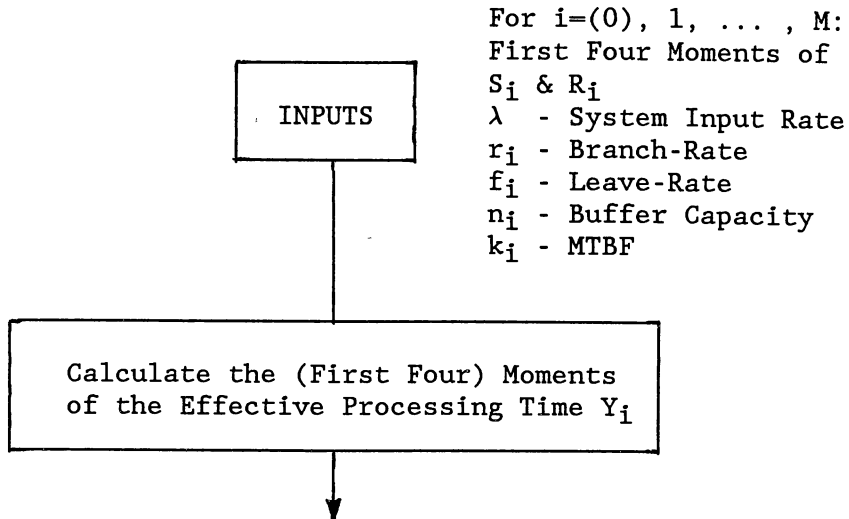 For i=(0), 1, ... , M:
First Four Moments of
Sᵢ & Rᵢ
λ - System Input Rate
rᵢ - Branch-Rate
fᵢ - Leave-Rate
nᵢ - Buffer Capacity
kᵢ - MTBF
INPUTS
Calculate the (First Four) Moments
of the Effective Processing Time Yᵢ